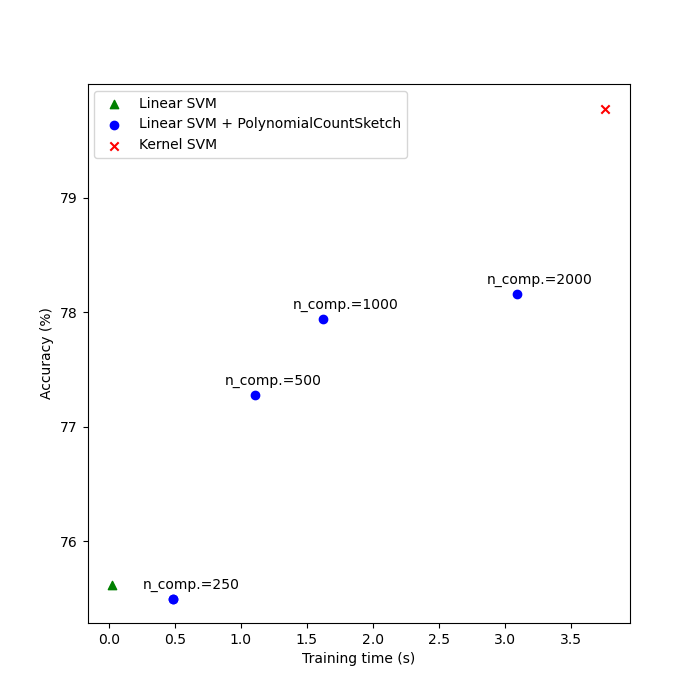 Linear SVM
Linear SVM + PolynomialCountSketch
Kernel SVM
79
78
77
76
Accuracy (%)
n_comp.=2000
n_comp.=1000
n_comp.=500
n_comp.=250
0.0 0.5 1.0 1.5 2.0 2.5 3.0 3.5
Training time (s)